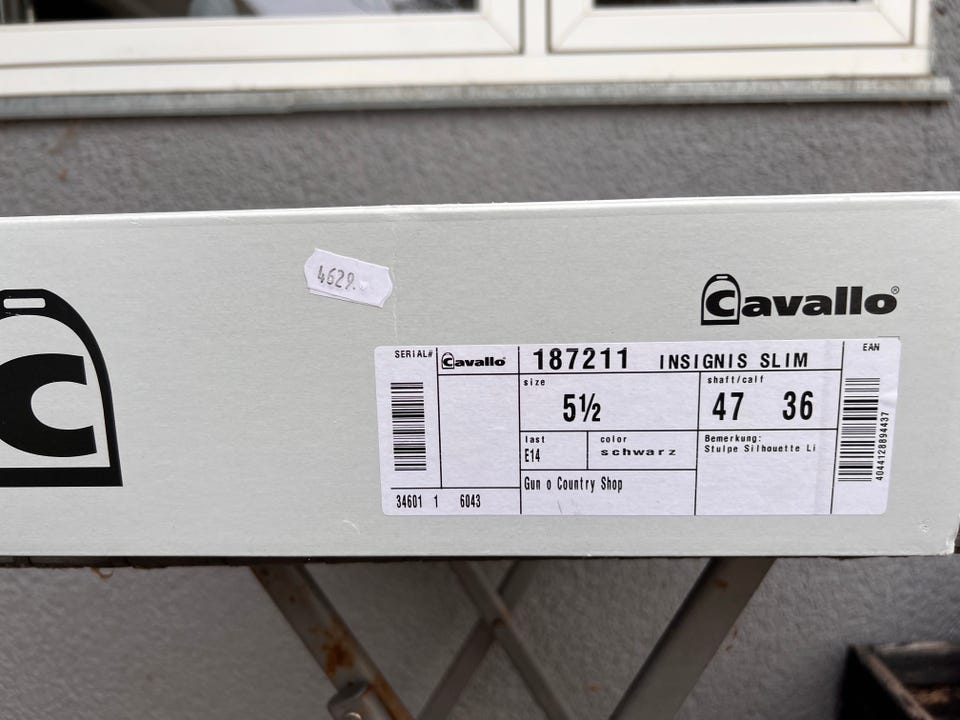 4629.
Cavallo®
C
SERIAL#
Cavallo
187211 INSIGNIS SLIM
EAN
size
5½
shaft/calf
47 36
last
E14
color
schwarz
Bemerkung:
Stulpe Silhouette Li
Gun o Country Shop
34601 1 6043
4044128894437